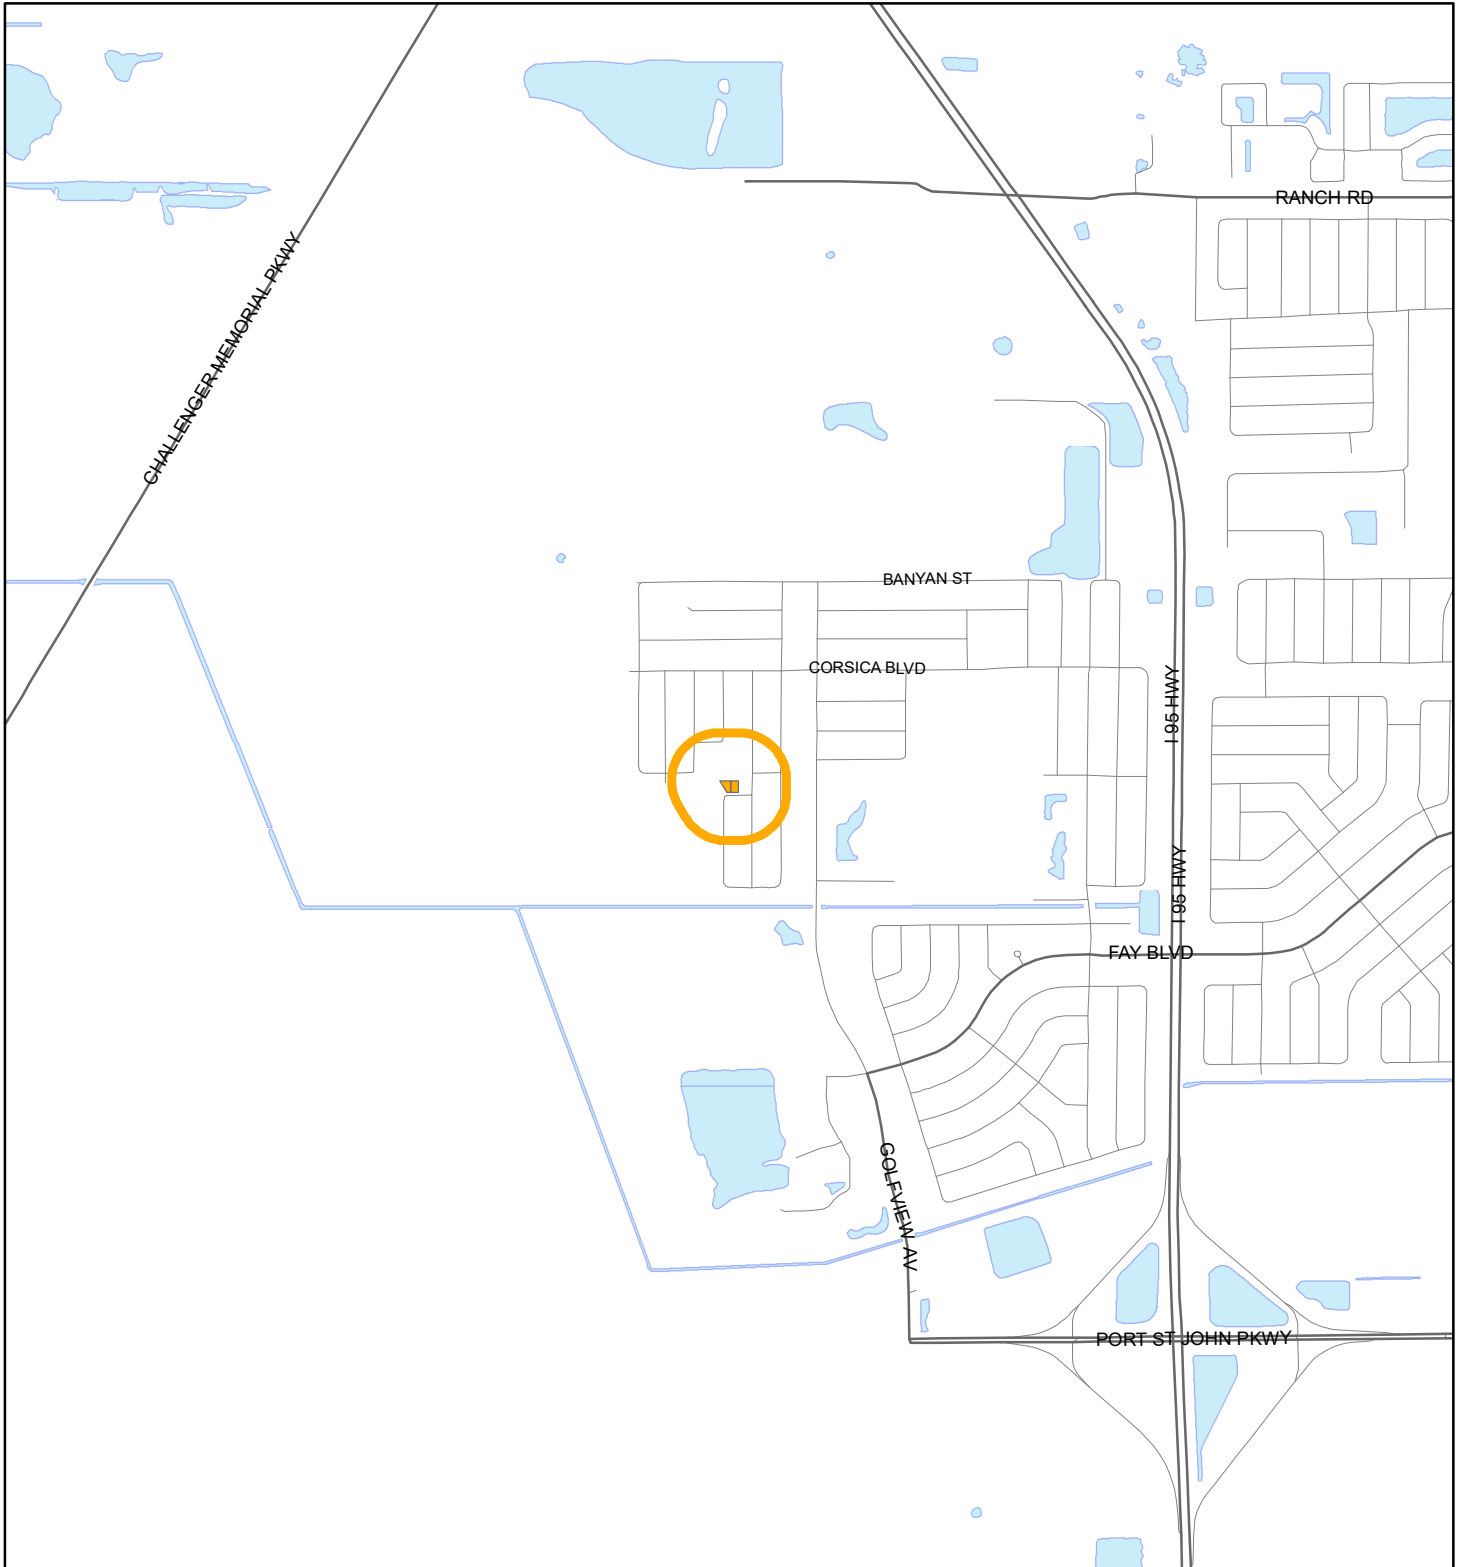 RANCH RD
CHALLENGER MEMORIAL PKWY
BANYAN ST
CORSICA BLVD
I 95 HWY
I 95 HWY
FAY BLVD
GOLFVIEW AV
PORT ST JOHN PKWY